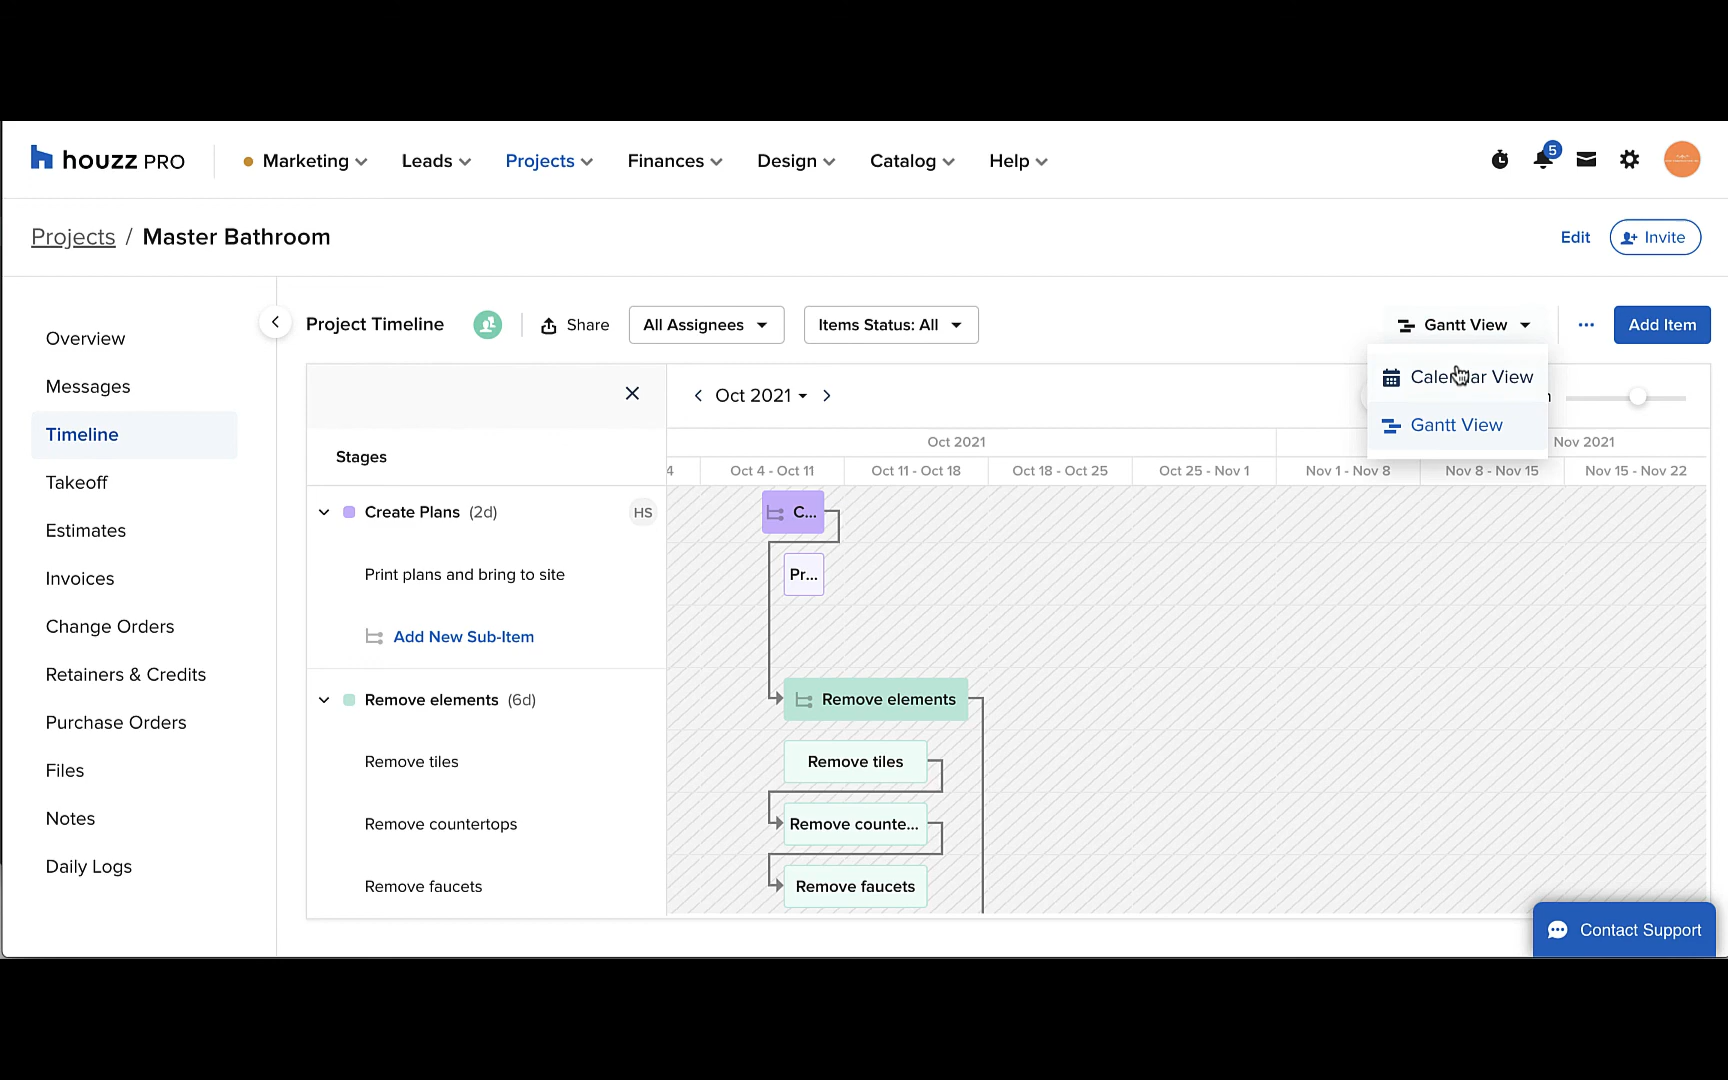 houzz PRO
Marketing
Leads
Projects
Finances
Design
Catalog
Help
5
Projects / Master Bathroom
Edit
Invite
Overview
Messages
Timeline
Takeoff
Estimates
Invoices
Change Orders
Retainers & Credits
Purchase Orders
Files
Notes
Daily Logs
Project Timeline
Share
All Assignees
Items Status: All
Gantt View
Add Item
Calendar View
Gantt View
Oct 2021
Oct 2021
Nov 2021
Stages
4
Oct 4 - Oct 11
Oct 11 - Oct 18
Oct 18 - Oct 25
Oct 25 - Nov 1
Nov 1 - Nov 8
Nov 8 - Nov 15
Nov 15 - Nov 22
Create Plans (2d)
HS
C...
Print plans and bring to site
Pr...
Add New Sub-Item
Remove elements (6d)
Remove elements
Remove tiles
Remove tiles
Remove countertops
Remove counte...
Remove faucets
Remove faucets
Contact Support